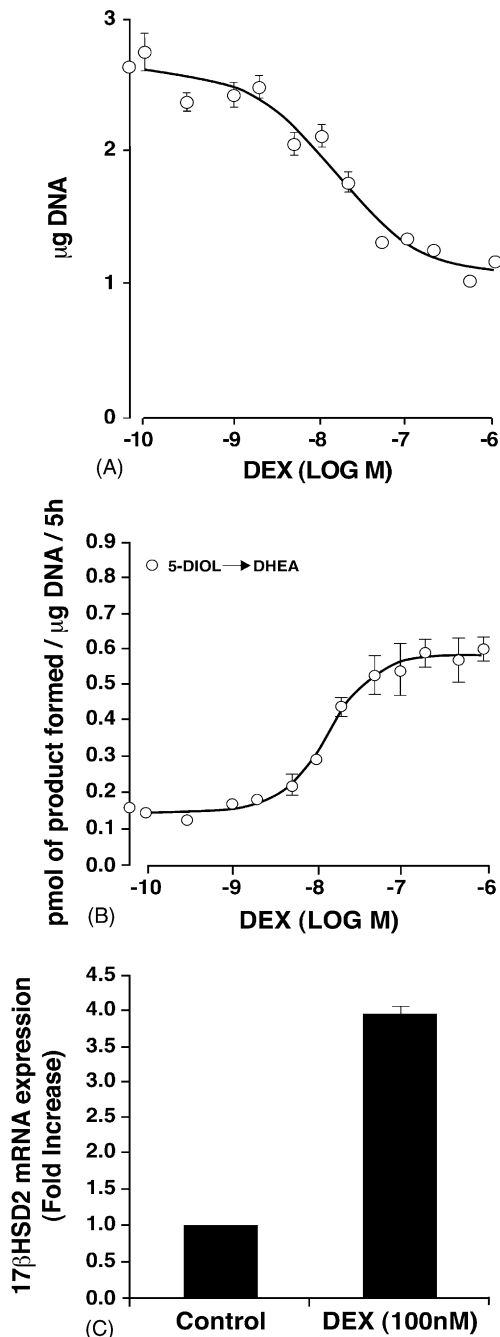 3
2
1
0
µg DNA
-10 -9 -8 -7 -6
DEX (LOG M)
(A)
0.9
0.8
0.7
0.6
0.5
0.4
0.3
0.2
0.1
0.0
pmol of product formed / µg DNA / 5h
5-DIOL → DHEA
-10 -9 -8 -7 -6
DEX (LOG M)
(B)
4.5
4.0
3.5
3.0
2.5
2.0
1.5
1.0
0.5
0.0
17βHSD2 mRNA expression
(Fold Increase)
Control DEX (100nM)
(C)